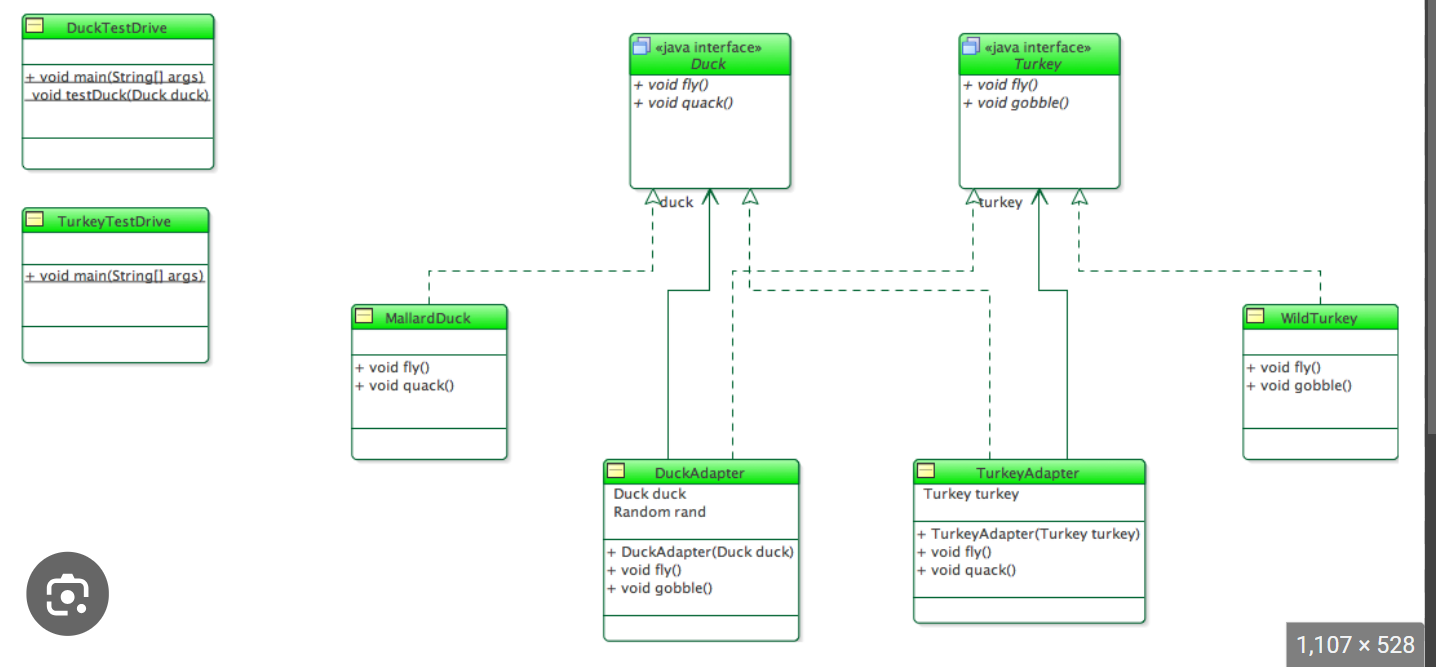 DuckTestDrive
+ void main(String[] args)
void testDuck(Duck duck)
TurkeyTestDrive
+ void main(String[] args)
«java interface»
Duck
+ void fly()
+ void quack()
«java interface»
Turkey
+ void fly()
+ void gobble()
duck
turkey
MallardDuck
+ void fly()
+ void quack()
WildTurkey
+ void fly()
+ void gobble()
DuckAdapter
Duck duck
Random rand
+ DuckAdapter(Duck duck)
+ void fly()
+ void gobble()
TurkeyAdapter
Turkey turkey
+ TurkeyAdapter(Turkey turkey)
+ void fly()
+ void quack()
1,107 × 528